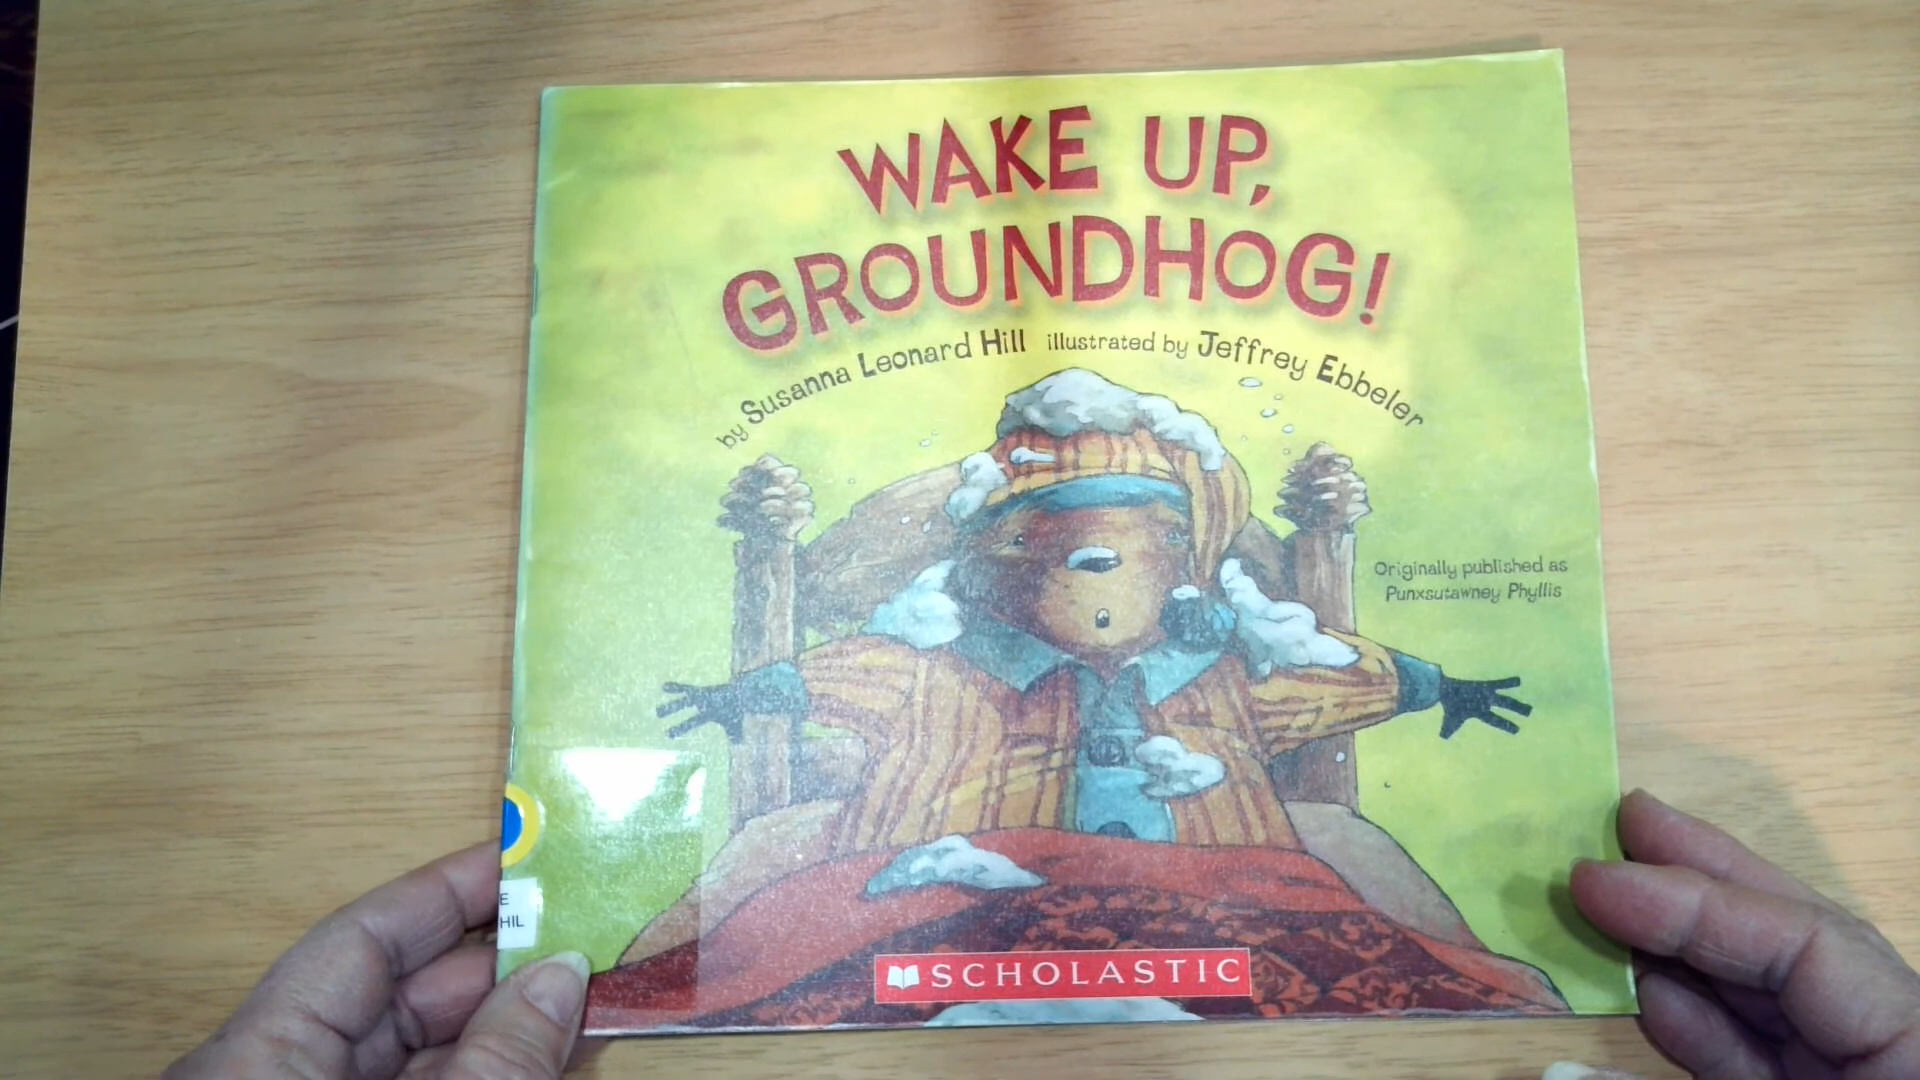 WAKE UP,
GROUNDHOG!
by Susanna Leonard Hill illustrated by Jeffrey Ebbeler
Originally published as
Punxsutawney Phyllis
E
HIL
SCHOLASTIC